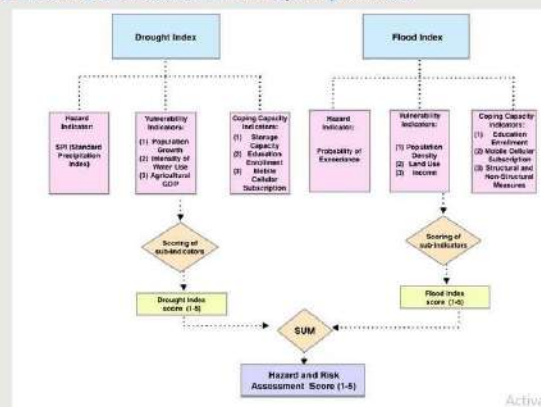 Drought Index
Flood Index
Hazard
Indicator:
SPI (Standard
Precipitation
Index)
Vulnerability
Indicators:
(1) Population
Growth
(2) Intensity of
Water Use
(3) Agricultural
GDP
Coping Capacity
Indicators:
(1) Storage
Capacity
(2) Education
Enrollment
(3) Mobile
Cellular
Subscription
Hazard
Indicator:
Probability of
Exceedence
Vulnerability
Indicators:
(1) Population
Density
(2) Land Use
(3) Income
Coping Capacity
Indicators:
(1) Education
Enrollment
(2) Mobile Cellular
Subscription
(3) Structural and
Non-Structural
Measures
Scoring of
sub-indicators
Scoring of
sub indicators
Drought Index
score (1-5)
Flood Index
score (1-5)
SUM
Hazard and Risk
Assessment Score (1-5)
Activa